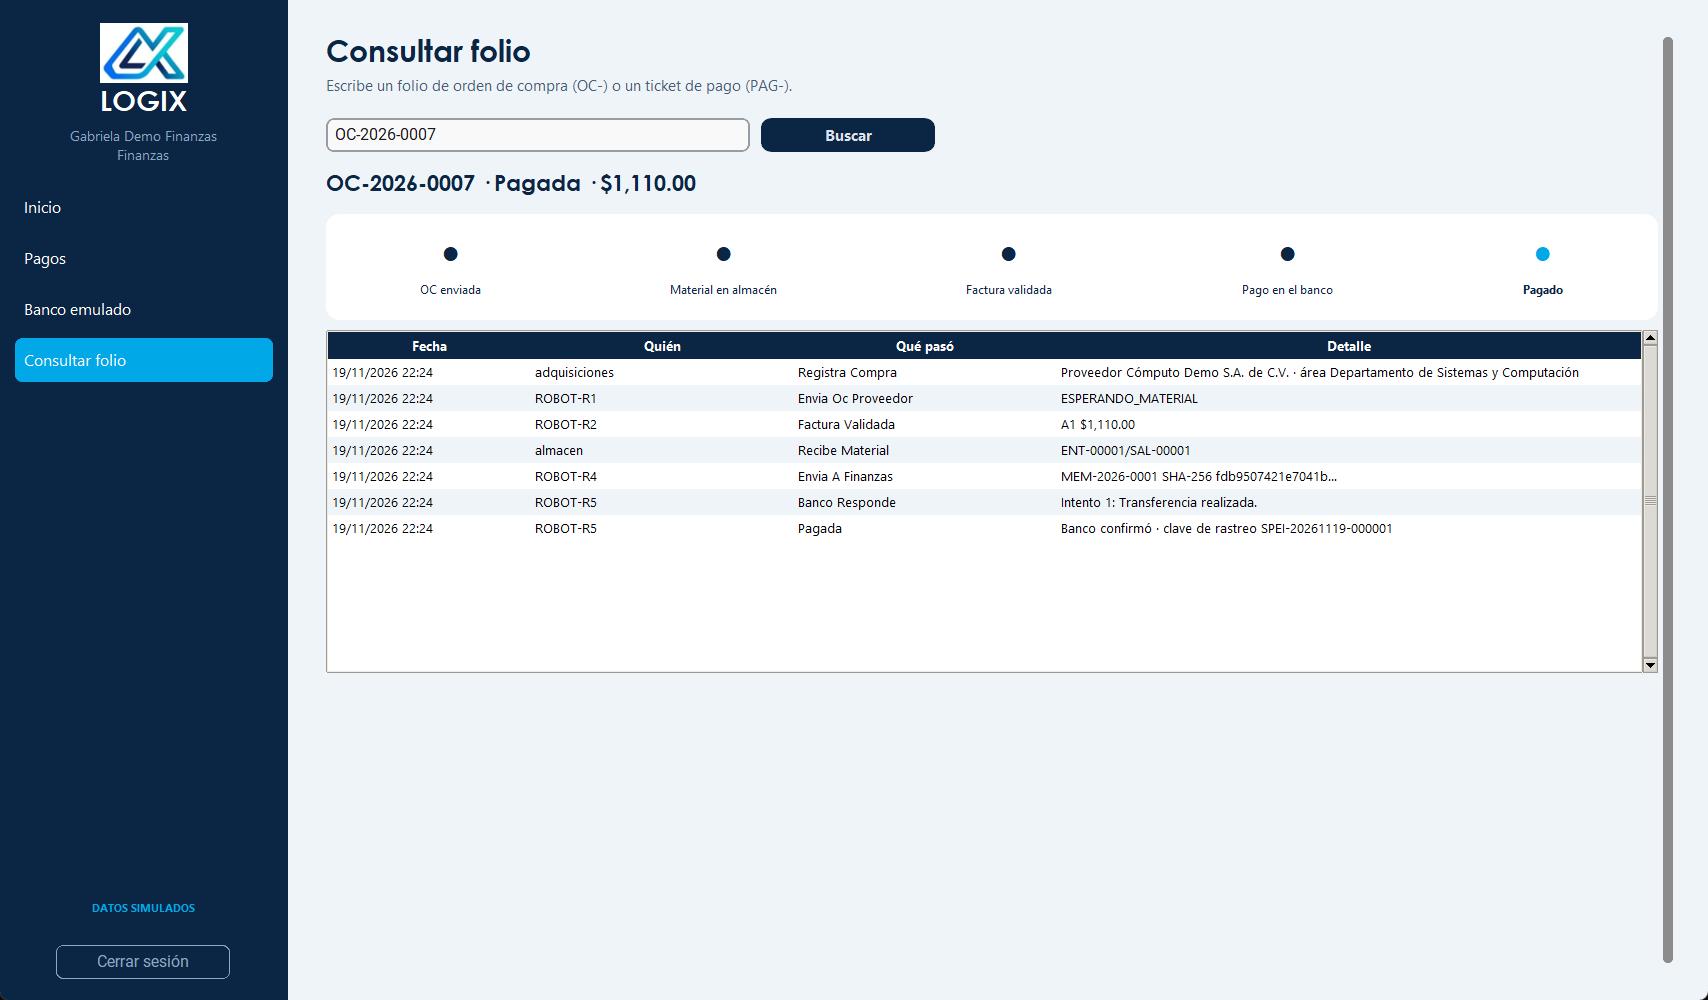 LOGIX
Gabriela Demo Finanzas
Finanzas
Inicio
Pagos
Banco emulado
Consultar folio
DATOS SIMULADOS
Cerrar sesión
Consultar folio
Escribe un folio de orden de compra (OC-) o un ticket de pago (PAG-).
OC-2026-0007
Buscar
OC-2026-0007 · Pagada · $1,110.00
OC enviada Material en almacén Factura validada Pago en el banco Pagado
Fecha Quién Qué pasó Detalle
19/11/2026 22:24 adquisiciones Registra Compra Proveedor Cómputo Demo S.A. de C.V. · área Departamento de Sistemas y Computación
19/11/2026 22:24 ROBOT-R1 Envia Oc Proveedor ESPERANDO_MATERIAL
19/11/2026 22:24 ROBOT-R2 Factura Validada A1 $1,110.00
19/11/2026 22:24 almacen Recibe Material ENT-00001/SAL-00001
19/11/2026 22:24 ROBOT-R4 Envia A Finanzas MEM-2026-0001 SHA-256 fdb9507421e7041b...
19/11/2026 22:24 ROBOT-R5 Banco Responde Intento 1: Transferencia realizada.
19/11/2026 22:24 ROBOT-R5 Pagada Banco confirmó · clave de rastreo SPEI-20261119-000001